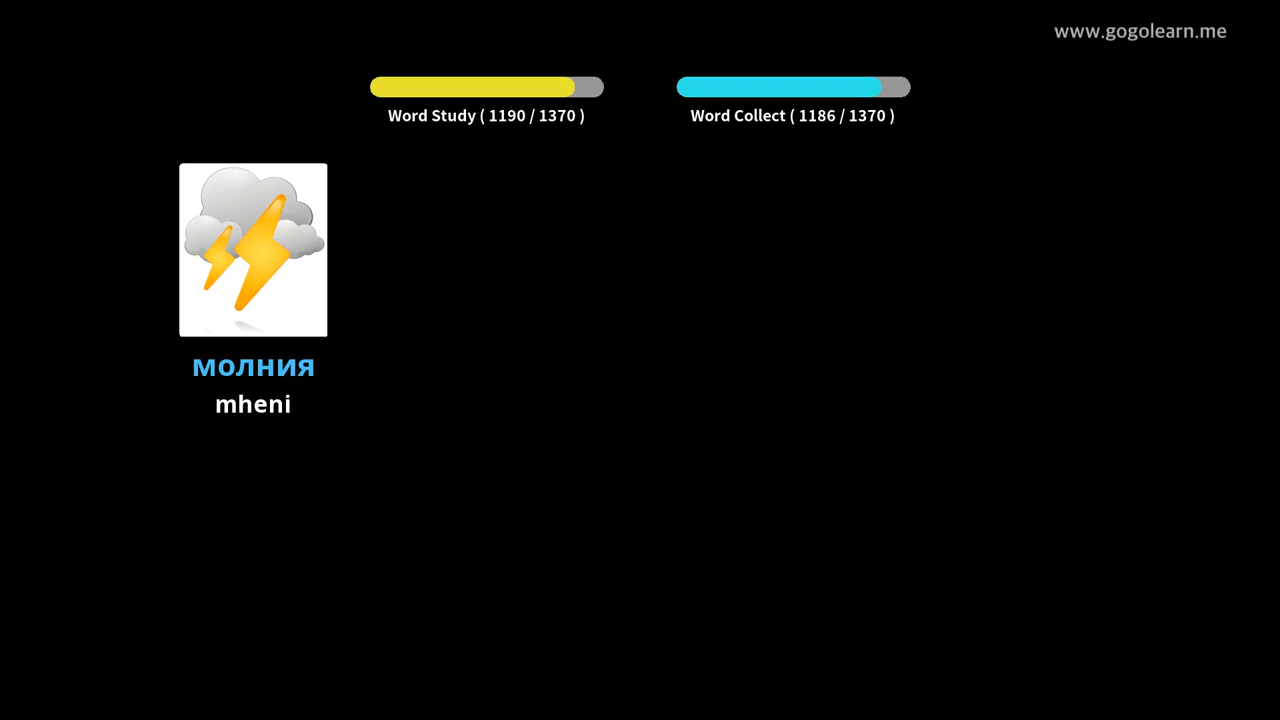 www.gogolearn.me
Word Study ( 1190 / 1370 )
Word Collect ( 1186 / 1370 )
молния
mheni